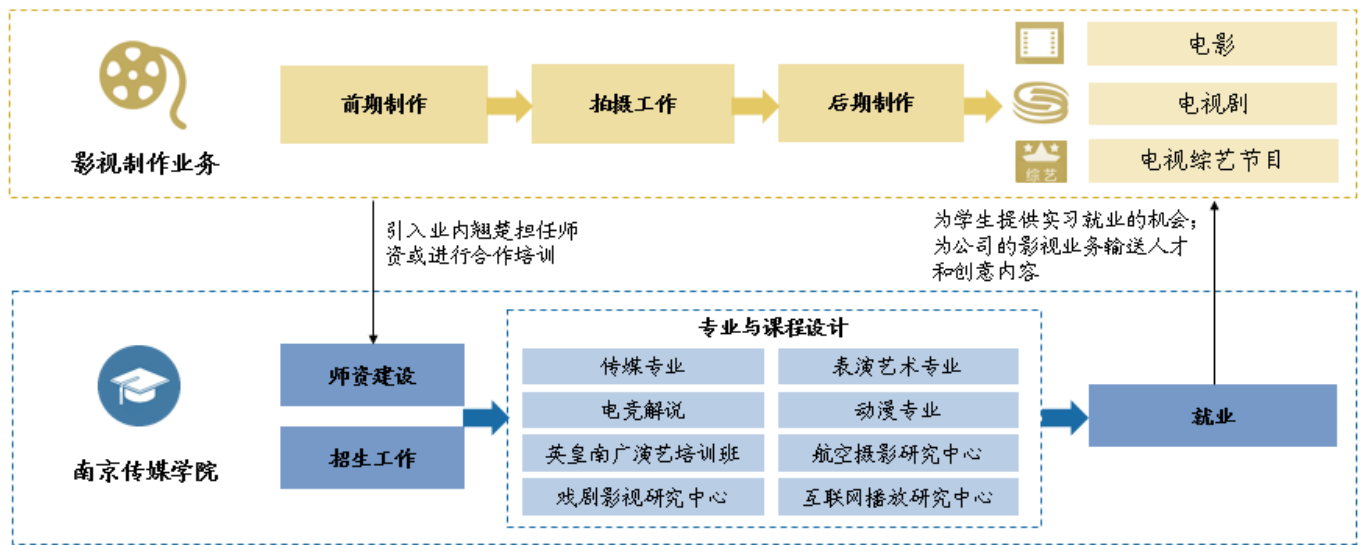 影视制作业务
前期制作
拍摄工作
后期制作
电影
电视剧
综艺
电视综艺节目
引入业内翘楚担任师
资或进行合作培训
为学生提供实习就业的机会；
为公司的影视业务输送人才
和创意内容
南京传媒学院
师资建设
招生工作
专业与课程设计
传媒专业
表演艺术专业
电竞解说
动漫专业
英皇南广演艺培训班
航空摄影研究中心
戏剧影视研究中心
互联网播放研究中心
就业